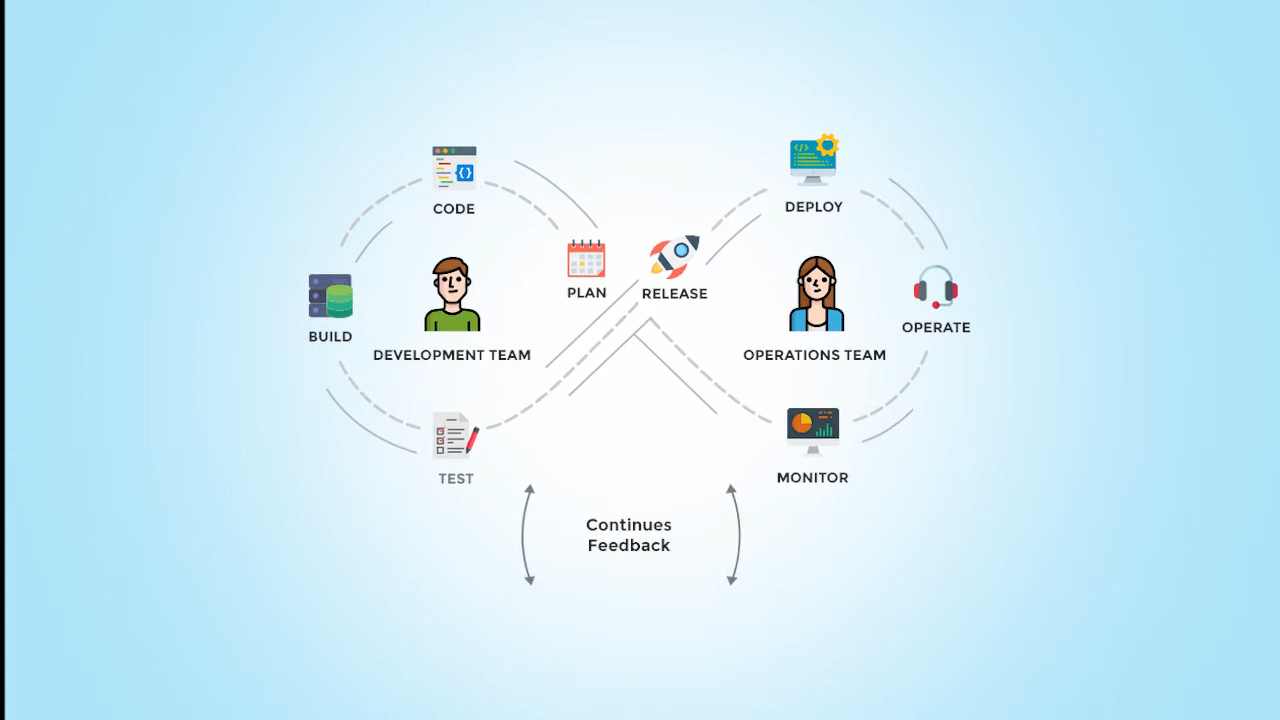 CODE
DEPLOY
PLAN
RELEASE
BUILD
OPERATE
DEVELOPMENT TEAM
OPERATIONS TEAM
TEST
MONITOR
Continues
Feedback